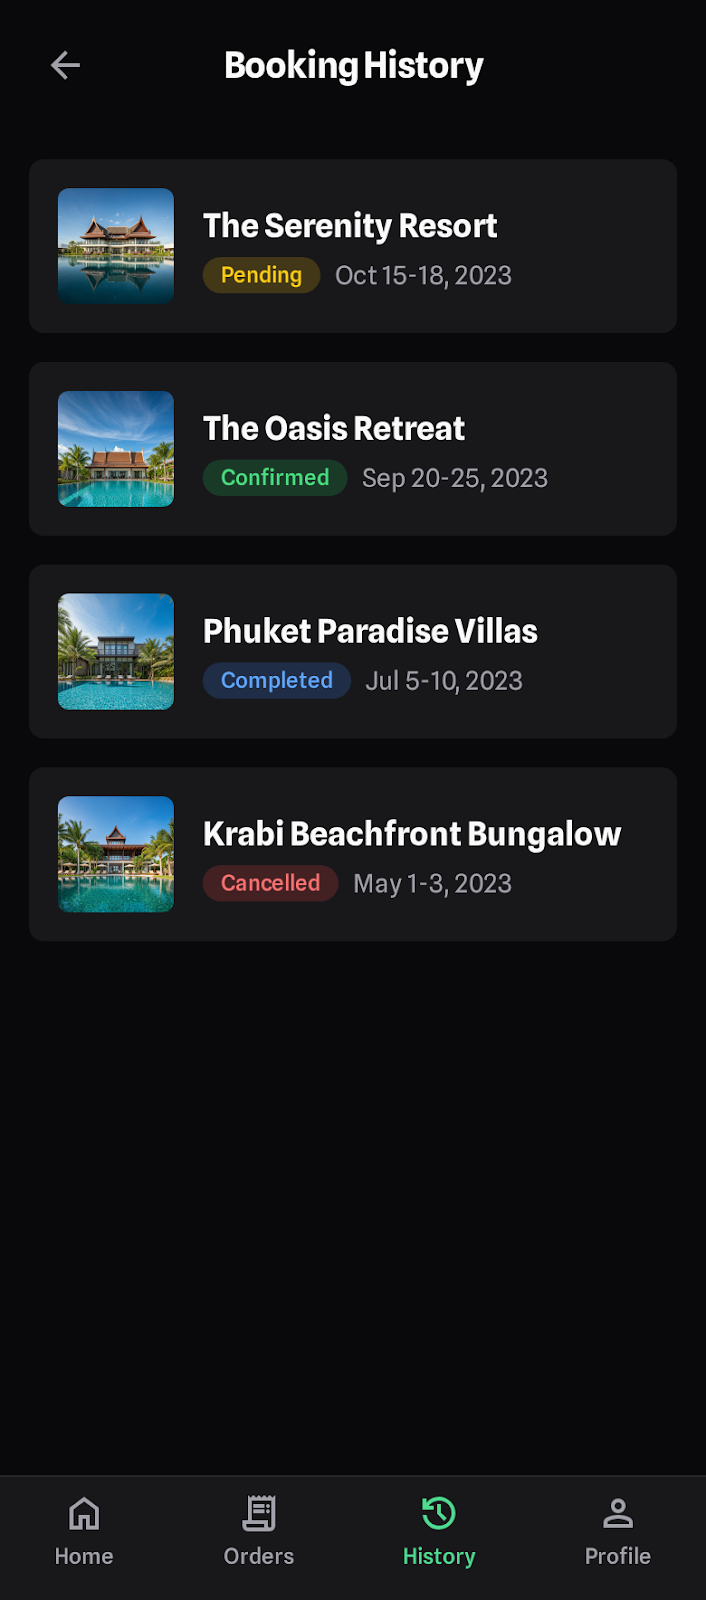 Booking History
The Serenity Resort
Pending Oct 15-18, 2023
The Oasis Retreat
Confirmed Sep 20-25, 2023
Phuket Paradise Villas
Completed Jul 5-10, 2023
Krabi Beachfront Bungalow
Cancelled May 1-3, 2023
Home Orders History Profile